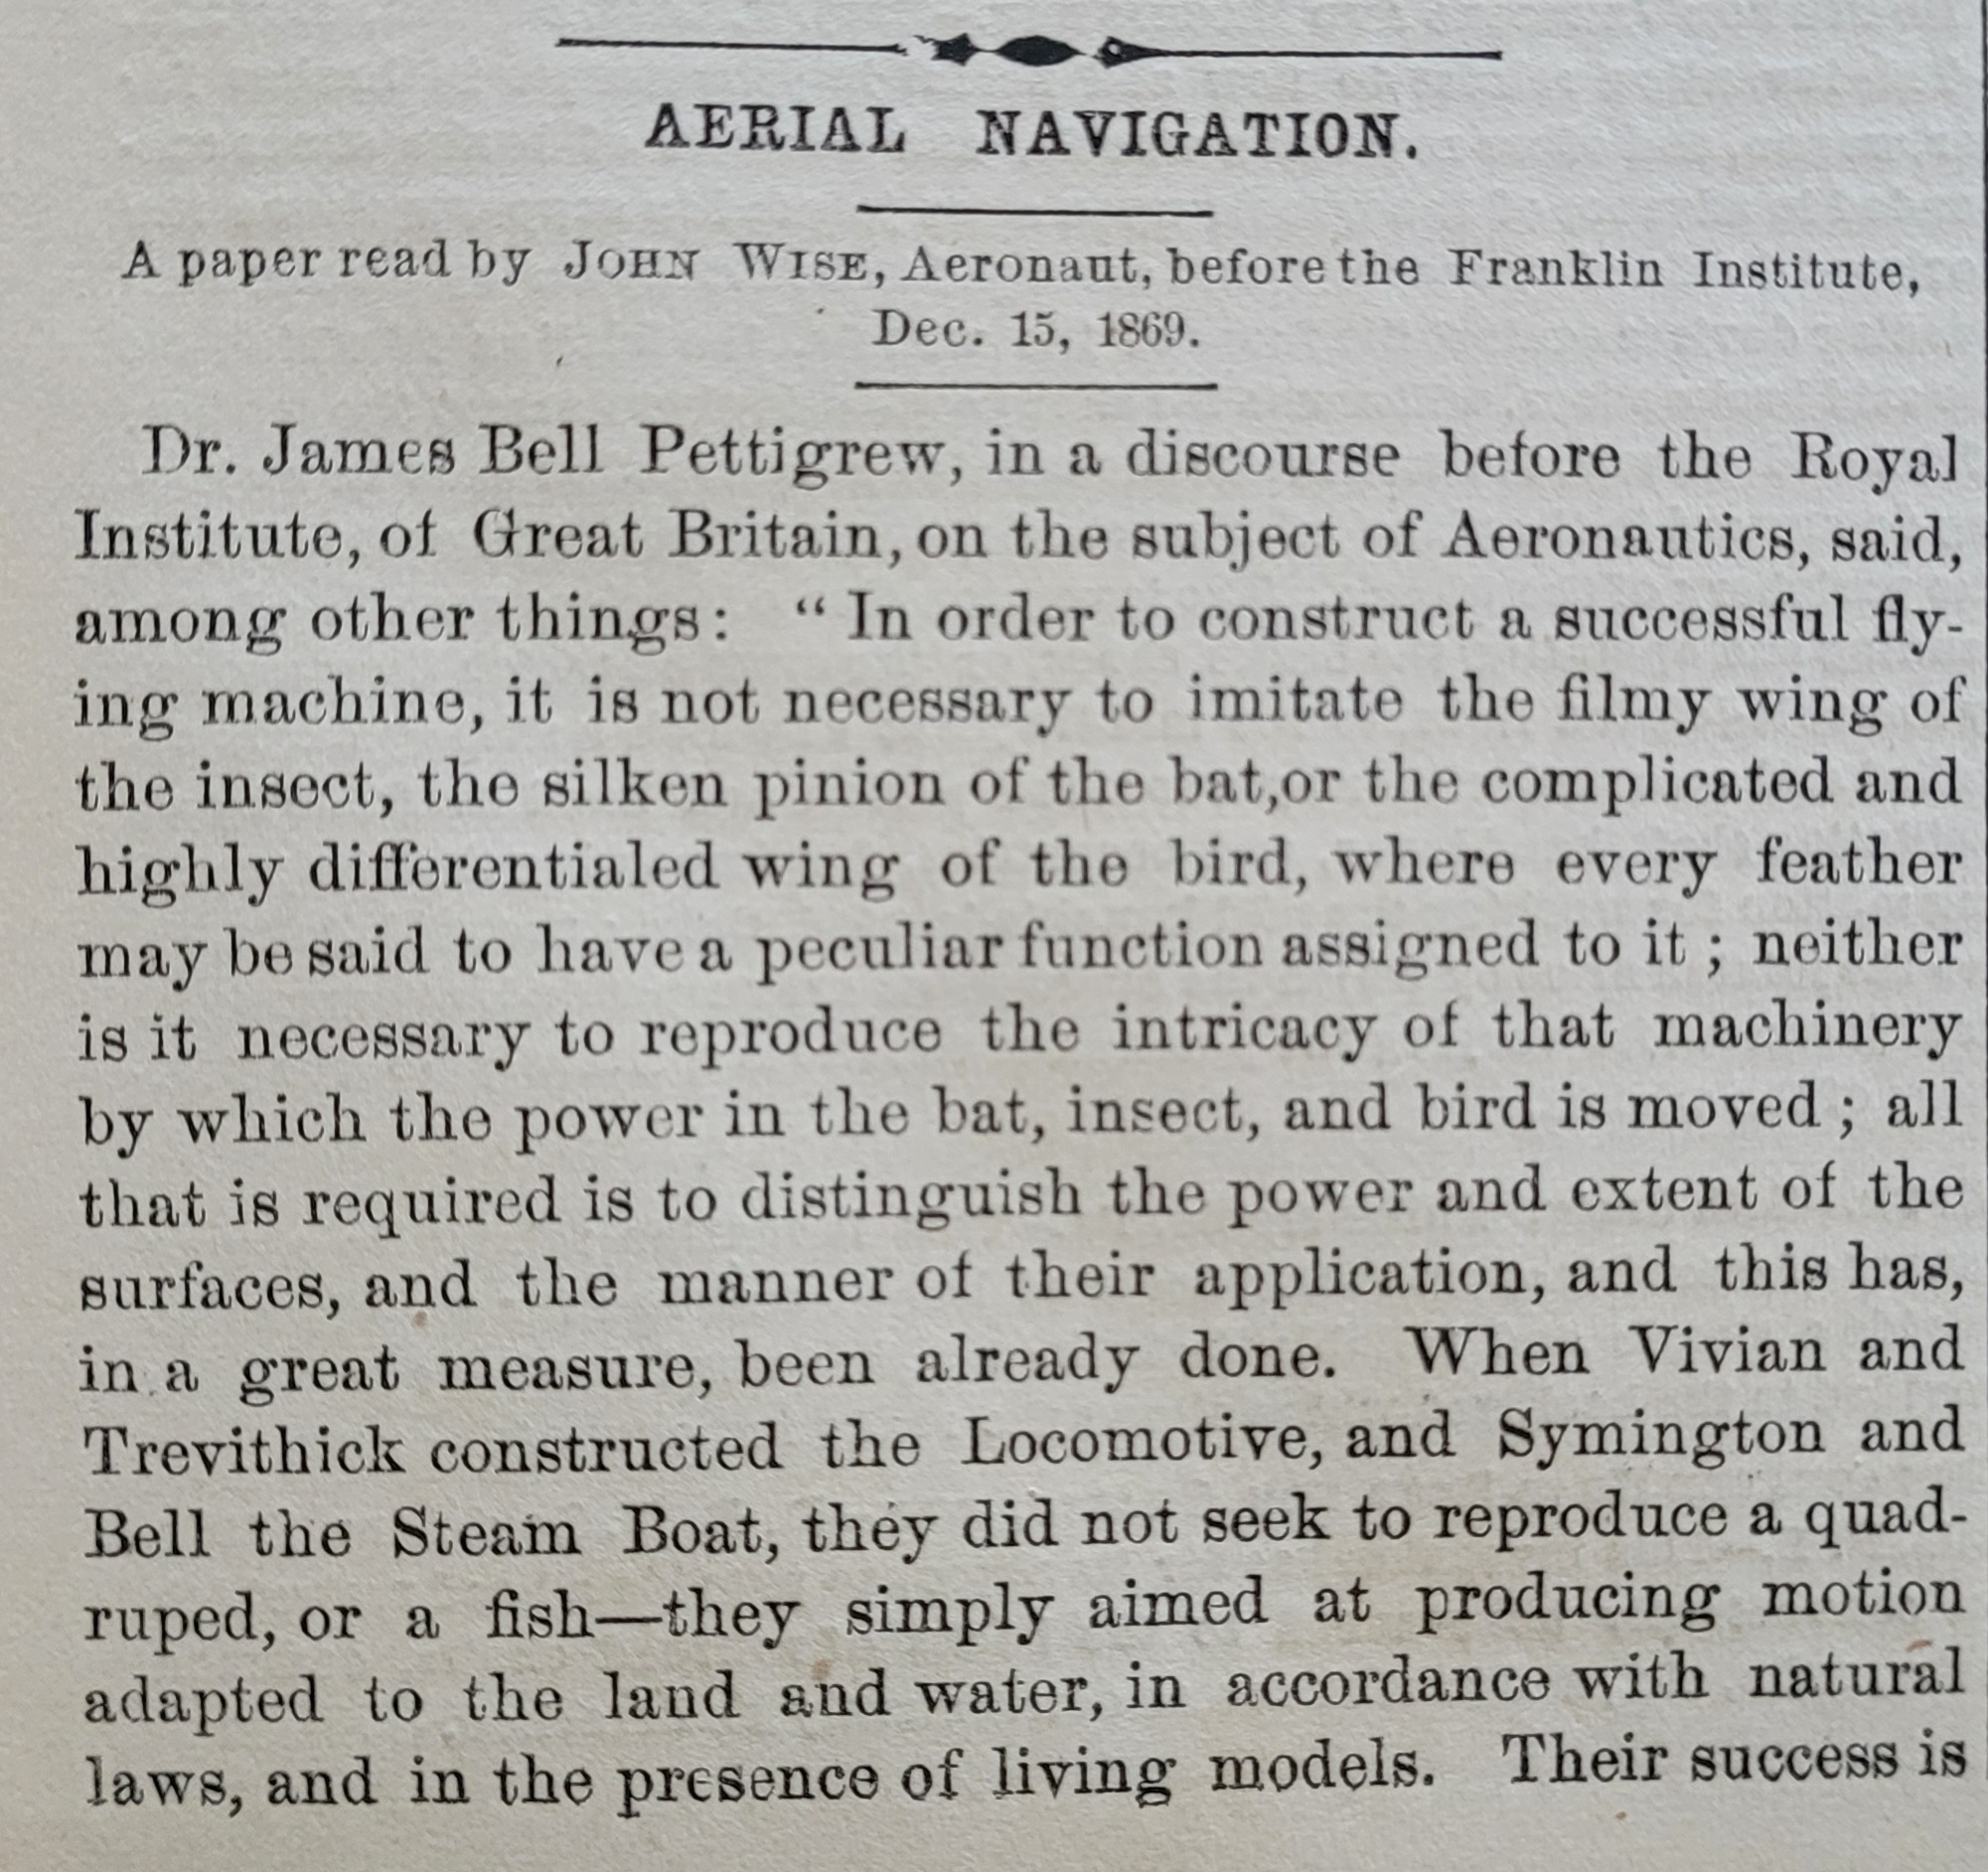 AERIAL NAVIGATION.
A paper read by JOHN WISE, Aeronaut, before the Franklin Institute,
Dec. 15, 1869.
Dr. James Bell Pettigrew, in a discourse before the Royal
Institute, of Great Britain, on the subject of Aeronautics, said,
among other things: “ In order to construct a successful fly-
ing machine, it is not necessary to imitate the filmy wing of
the insect, the silken pinion of the bat,or the complicated and
highly differentialed wing of the bird, where every feather
may be said to have a peculiar function assigned to it ; neither
is it necessary to reproduce the intricacy of that machinery
by which the power in the bat, insect, and bird is moved ; all
that is required is to distinguish the power and extent of the
surfaces, and the manner of their application, and this has,
in a great measure, been already done. When Vivian and
Trevithick constructed the Locomotive, and Symington and
Bell the Steam Boat, they did not seek to reproduce a quad-
ruped, or a fish—they simply aimed at producing motion
adapted to the land and water, in accordance with natural
laws, and in the presence of living models. Their success is